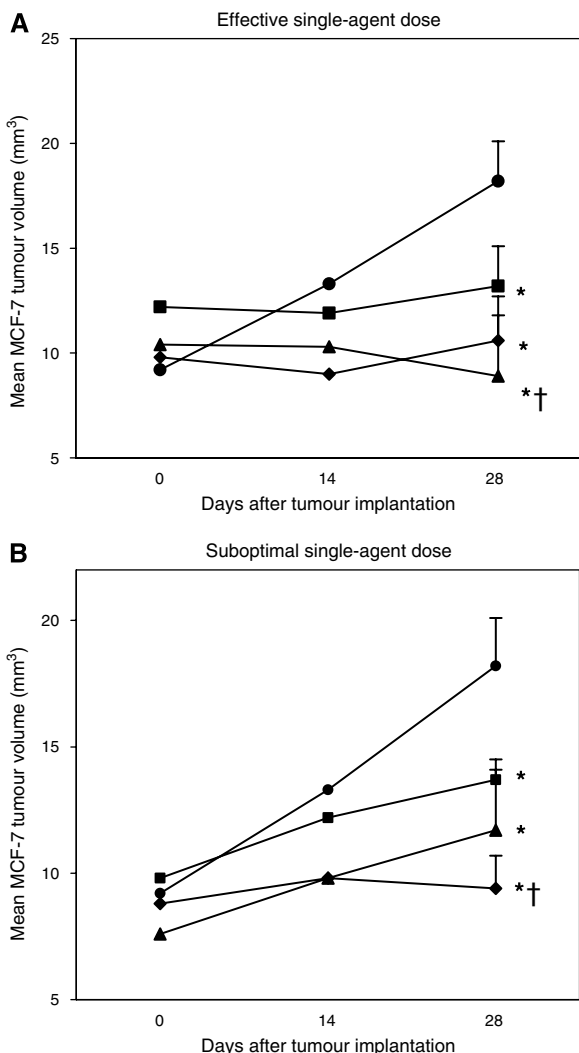 A
Effective single-agent dose
Mean MCF-7 tumour volume (mm³)
25
20
15
10
5
*
*
*†
0 14 28
Days after tumour implantation
B
Suboptimal single-agent dose
Mean MCF-7 tumour volume (mm³)
20
15
10
5
*
*
*†
0 14 28
Days after tumour implantation